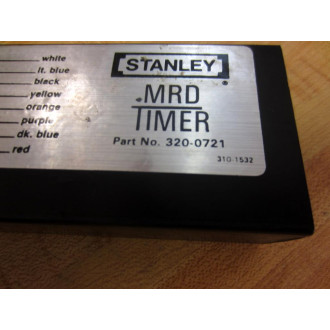 white
lt. blue
black
yellow
orange
purple
dk. blue
red
STANLEY
MRD
TIMER
Part No. 320-0721
310-1532